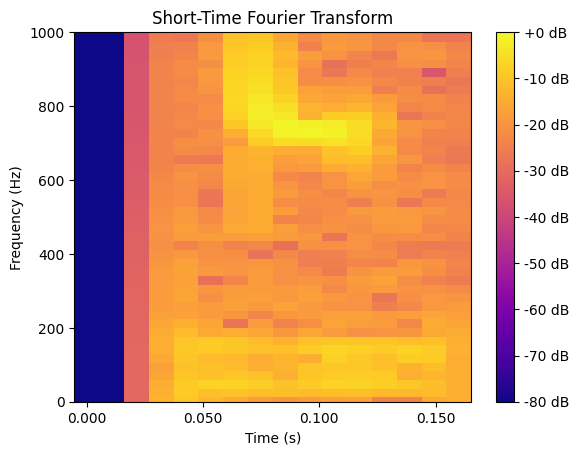 Short-Time Fourier Transform
1000
800
600
400
200
0
Frequency (Hz)
0.000
0.050
0.100
0.150
Time (s)
+0 dB
-10 dB
-20 dB
-30 dB
-40 dB
-50 dB
-60 dB
-70 dB
-80 dB